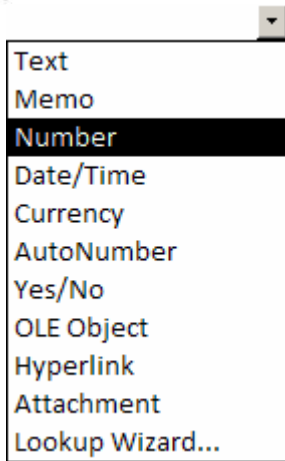 Text
Memo
Number
Date/Time
Currency
AutoNumber
Yes/No
OLE Object
Hyperlink
Attachment
Lookup Wizard...